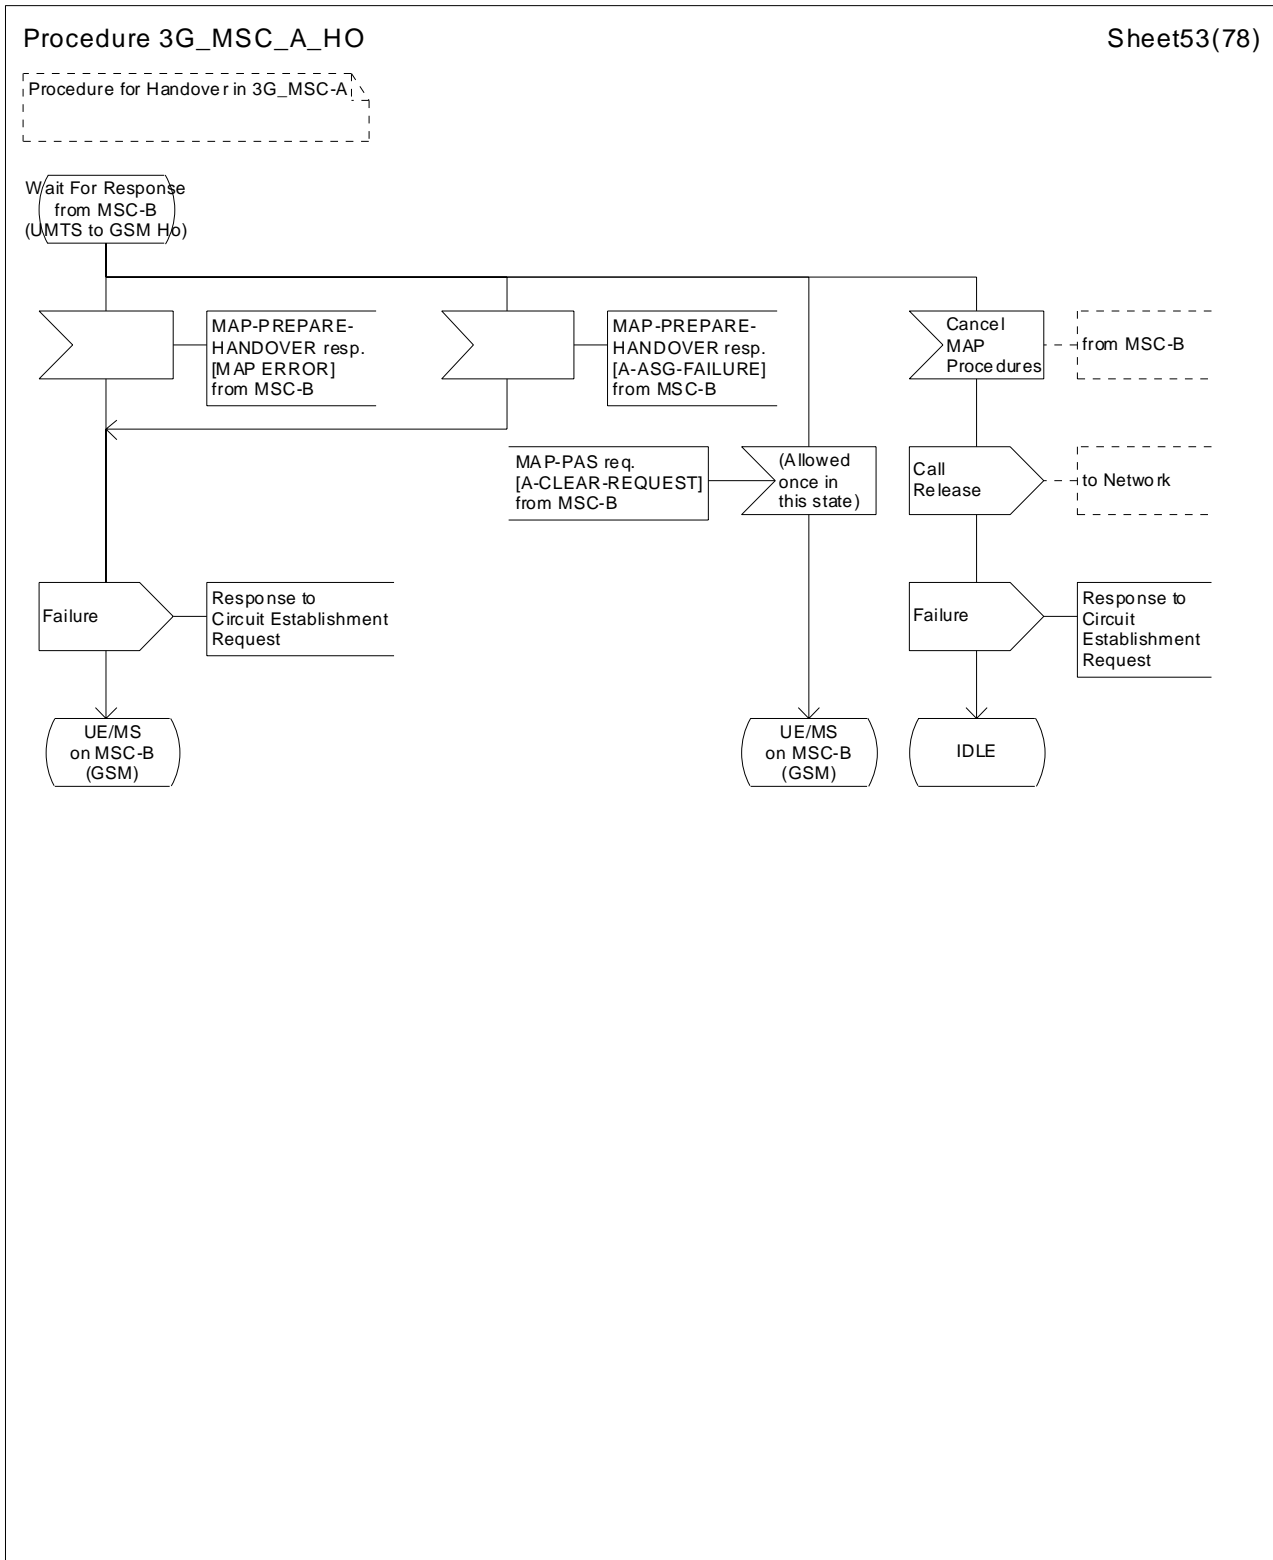 Procedure 3G_MSC_A_HO
Sheet53(78)
Procedure for Handover in 3G_MSC-A
Wait For Response
from MSC-B
(UMTS to GSM Ho)
MAP-PREPARE-
HANDOVER resp.
[MAP ERROR]
from MSC-B
MAP-PREPARE-
HANDOVER resp.
[A-ASG-FAILURE]
from MSC-B
Cancel
MAP
Procedures
from MSC-B
MAP-PAS req.
[A-CLEAR-REQUEST]
from MSC-B
(Allowed
once in
this state)
Call
Release
to Network
Failure
Response to
Circuit Establishment
Request
Failure
Response to
Circuit
Establishment
Request
UE/MS
on MSC-B
(GSM)
UE/MS
on MSC-B
(GSM)
IDLE